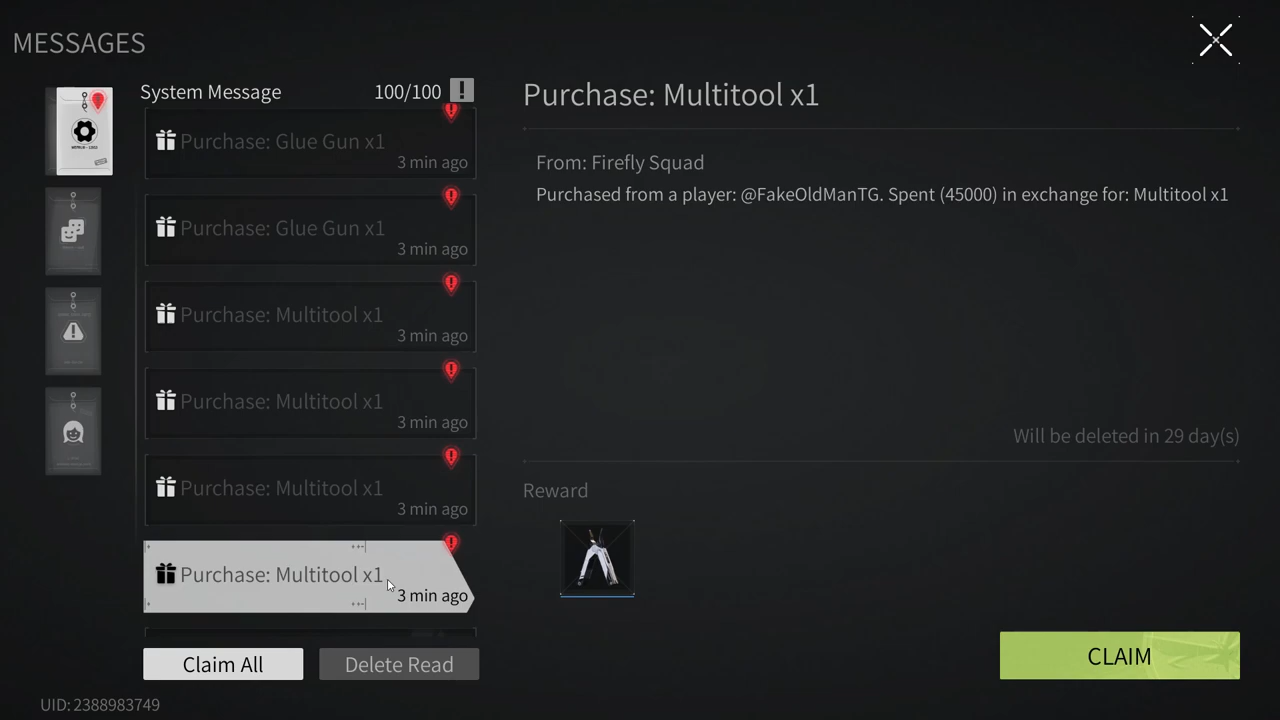 MESSAGES
System Message
100/100
Purchase: Glue Gun x1
3 min ago
Purchase: Glue Gun x1
3 min ago
Purchase: Multitool x1
3 min ago
Purchase: Multitool x1
3 min ago
Purchase: Multitool x1
3 min ago
Purchase: Multitool x1
3 min ago
Claim All
Delete Read
UID: 2388983749
Purchase: Multitool x1
From: Firefly Squad
Purchased from a player: @FakeOldManTG. Spent (45000) in exchange for: Multitool x1
Will be deleted in 29 day(s)
Reward
CLAIM